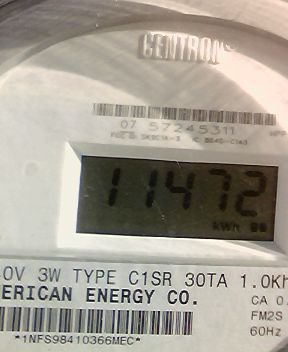 CENTRON
07 57245311
11472
kWh
0V 3W TYPE C1SR 30TA 1.0Kh
ERICAN ENERGY CO.
CA 0.
FM2S
60Hz
*1NFS98410366MEC*